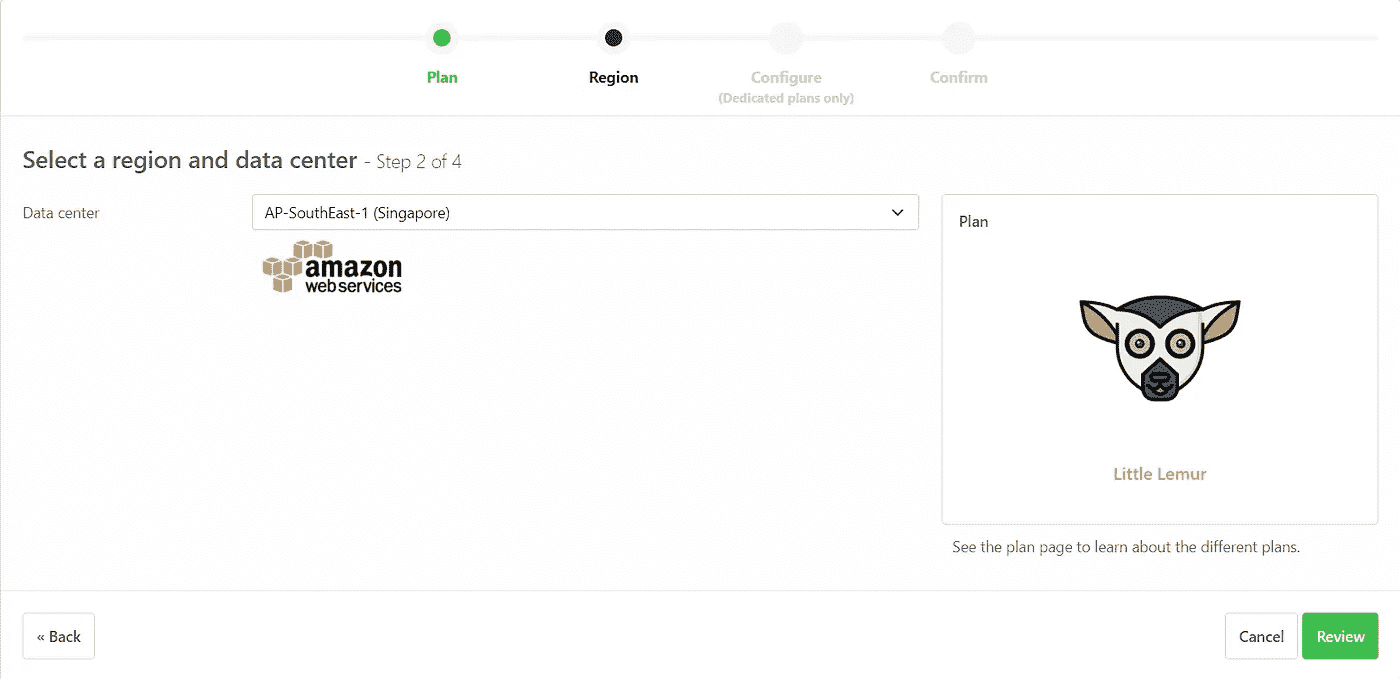 Plan
Region
Configure
(Dedicated plans only)
Confirm
Select a region and data center - Step 2 of 4
Data center
AP-SouthEast-1 (Singapore)
amazon
webservices
Plan
Little Lemur
See the plan page to learn about the different plans.
« Back
Cancel
Review